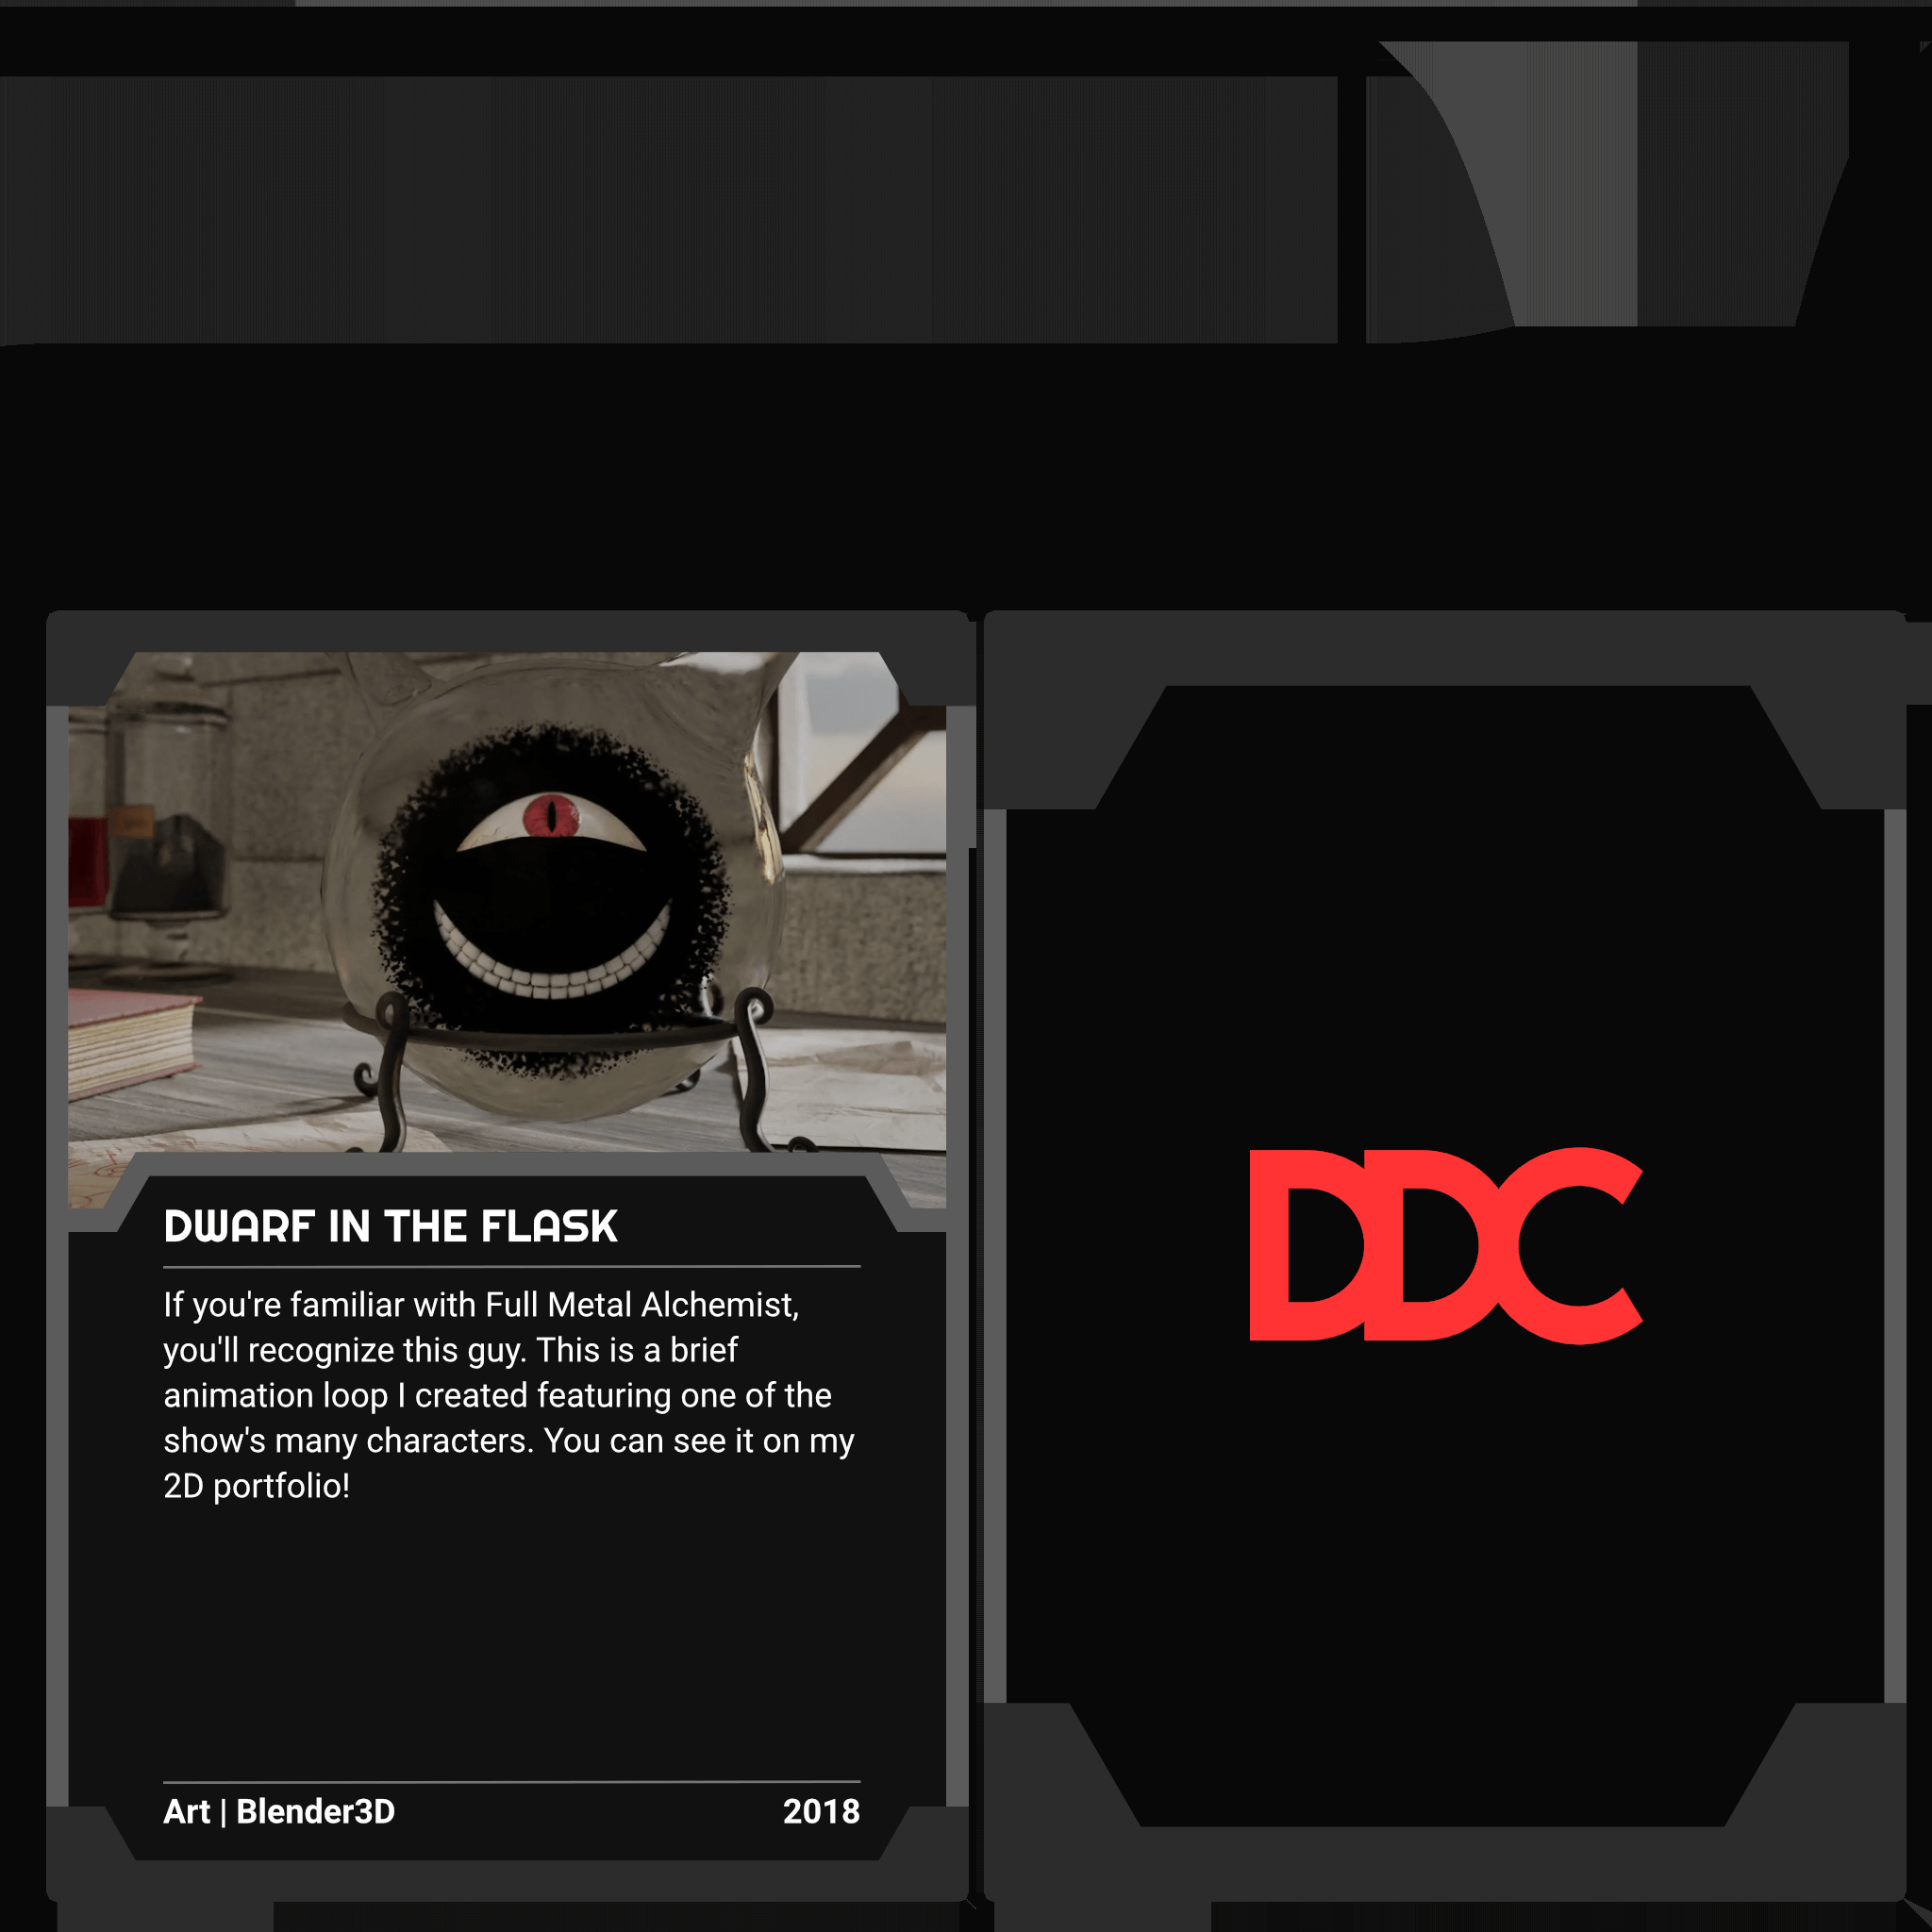 DWARF IN THE FLASK
If you're familiar with Full Metal Alchemist,
you'll recognize this guy. This is a brief
animation loop I created featuring one of the
show's many characters. You can see it on my
2D portfolio!
Art | Blender3D 2018
DDC